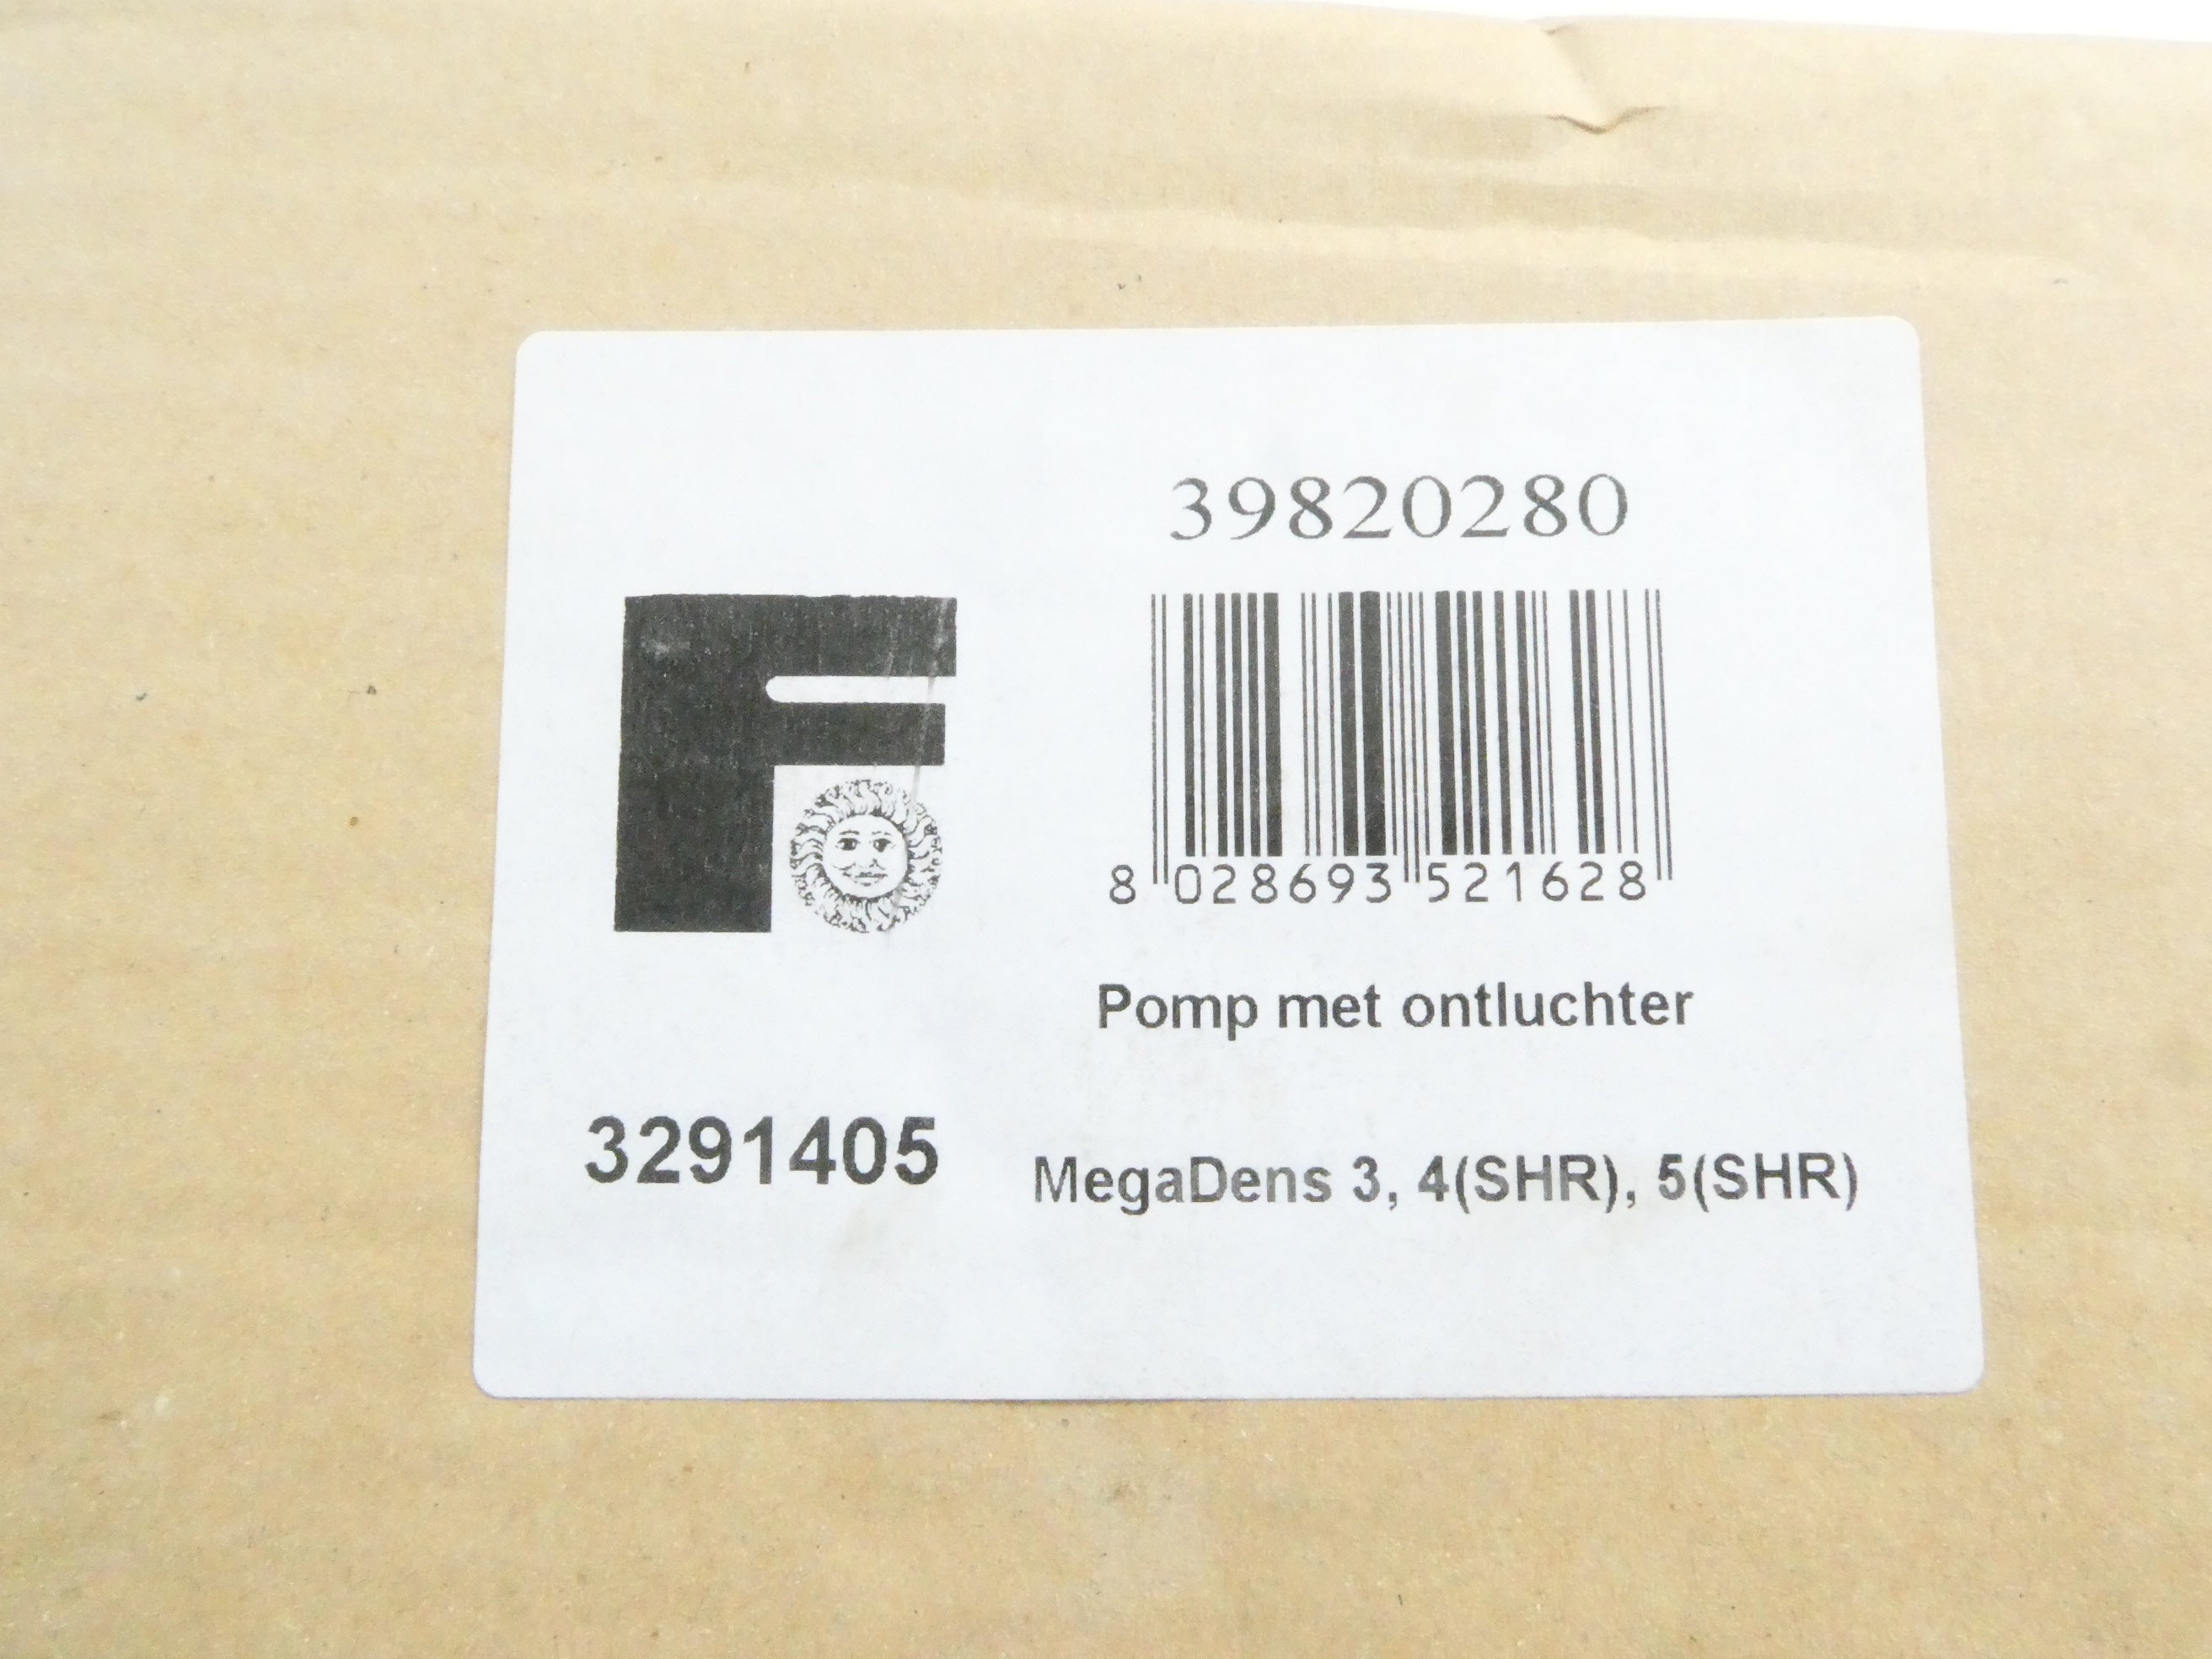 39820280
F
8 028693 521628
Pomp met ontluchter
3291405
MegaDens 3, 4(SHR), 5(SHR)